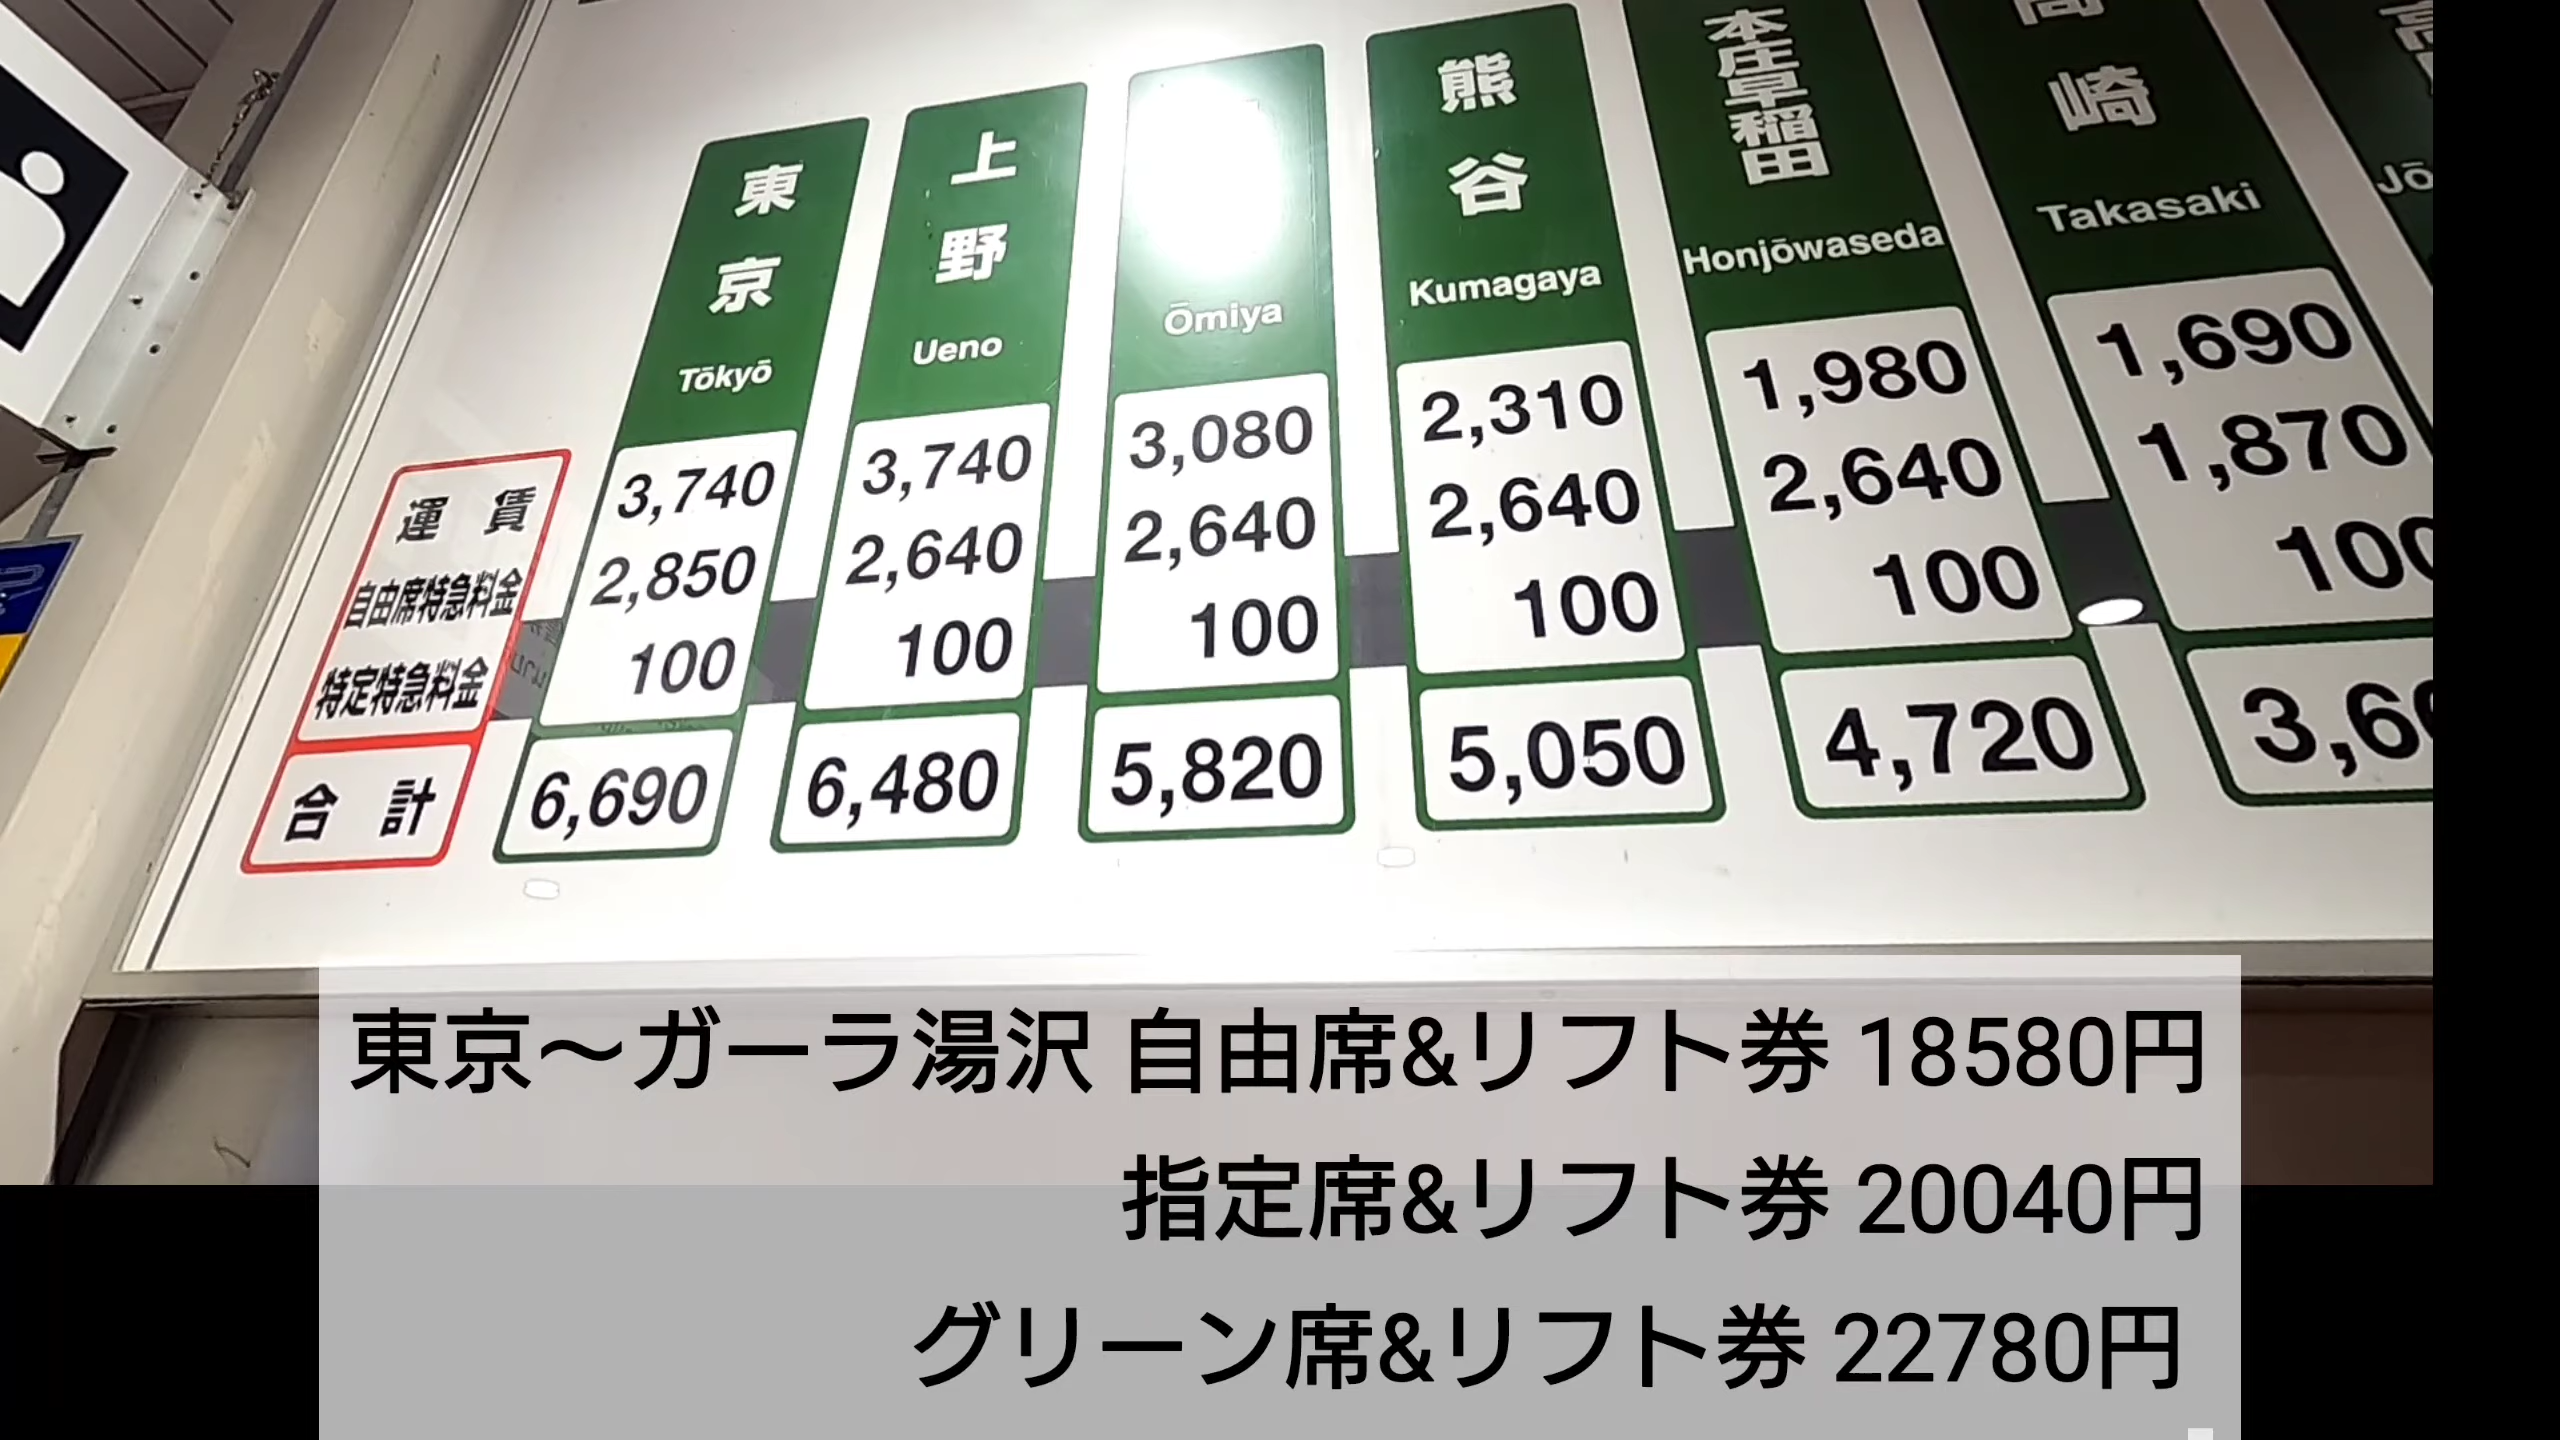 東京
Tōkyō
上野
Ueno
Ōmiya
熊谷
Kumagaya
本庄早稲田
Honjōwaseda
高崎
Takasaki
運賃 3,740 3,740 3,080 2,310 1,980 1,690
自由席特急料金 2,850 2,640 2,640 2,640 2,640 1,870
特定特急料金 100 100 100 100 100 100
合計 6,690 6,480 5,820 5,050 4,720
東京～ガーラ湯沢 自由席&リフト券 18580円
指定席&リフト券 20040円
グリーン席&リフト券 22780円